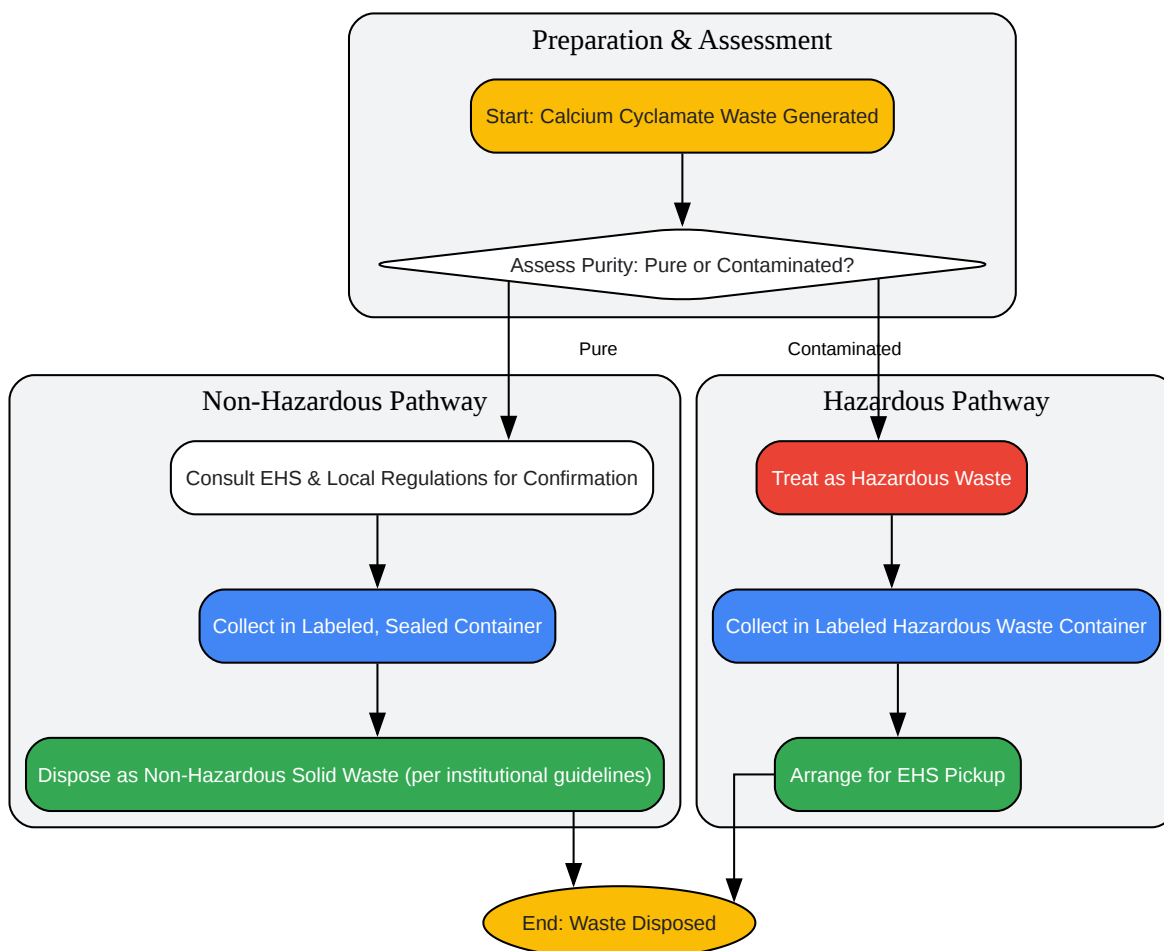 Preparation & Assessment
Start: Calcium Cyclamate Waste Generated
Assess Purity: Pure or Contaminated?
Pure
Contaminated
Non-Hazardous Pathway
Consult EHS & Local Regulations for Confirmation
Collect in Labeled, Sealed Container
Dispose as Non-Hazardous Solid Waste (per institutional guidelines)
Hazardous Pathway
Treat as Hazardous Waste
Collect in Labeled Hazardous Waste Container
Arrange for EHS Pickup
End: Waste Disposed